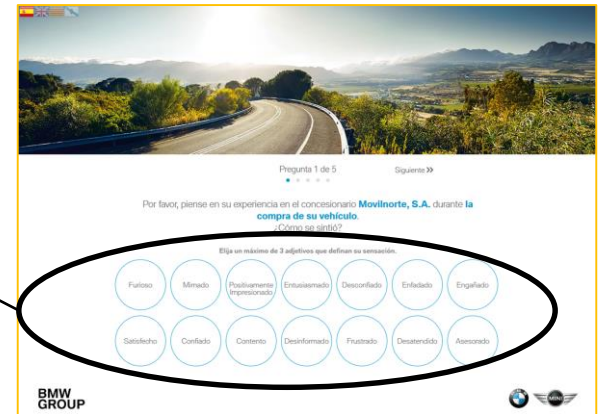 Pregunta 1 de 5
Siguiente »
Por favor, piense en su experiencia en el concesionario Movilnorte, S.A. durante la
compra de su vehículo.
¿Cómo se sintió?
Elija un máximo de 3 adjetivos que definan su sensación.
Furioso
Mimado
Positivamente
Impresionado
Entusiasmado
Desconfiado
Enfadado
Engañado
Satisfecho
Confiado
Contento
Desinformado
Frustrado
Desatendido
Asesorado
BMW
GROUP
MINI